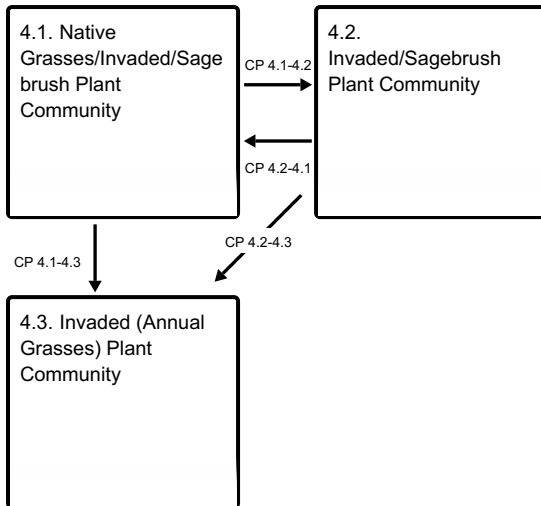 4.1. Native
Grasses/Invaded/Sage
brush Plant
Community
CP 4.1-4.2
4.2.
Invaded/Sagebrush
Plant Community
CP 4.2-4.1
CP 4.2-4.3
CP 4.1-4.3
4.3. Invaded (Annual
Grasses) Plant
Community